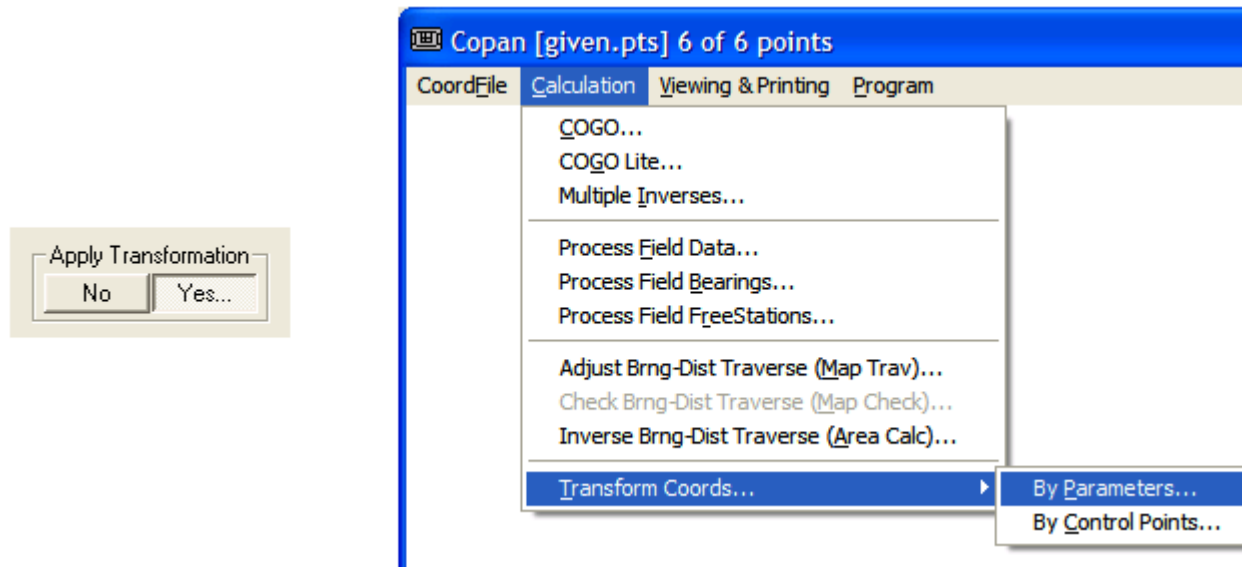 Apply Transformation
No Yes...
Copan [given.pts] 6 of 6 points
CoordFile Calculation Viewing & Printing Program
COGO...
COGO Lite...
Multiple Inverses...
Process Field Data...
Process Field Bearings...
Process Field FreeStations...
Adjust Brng-Dist Traverse (Map Trav)...
Check Brng-Dist Traverse (Map Check)...
Inverse Brng-Dist Traverse (Area Calc)...
Transform Coords...
By Parameters...
By Control Points...